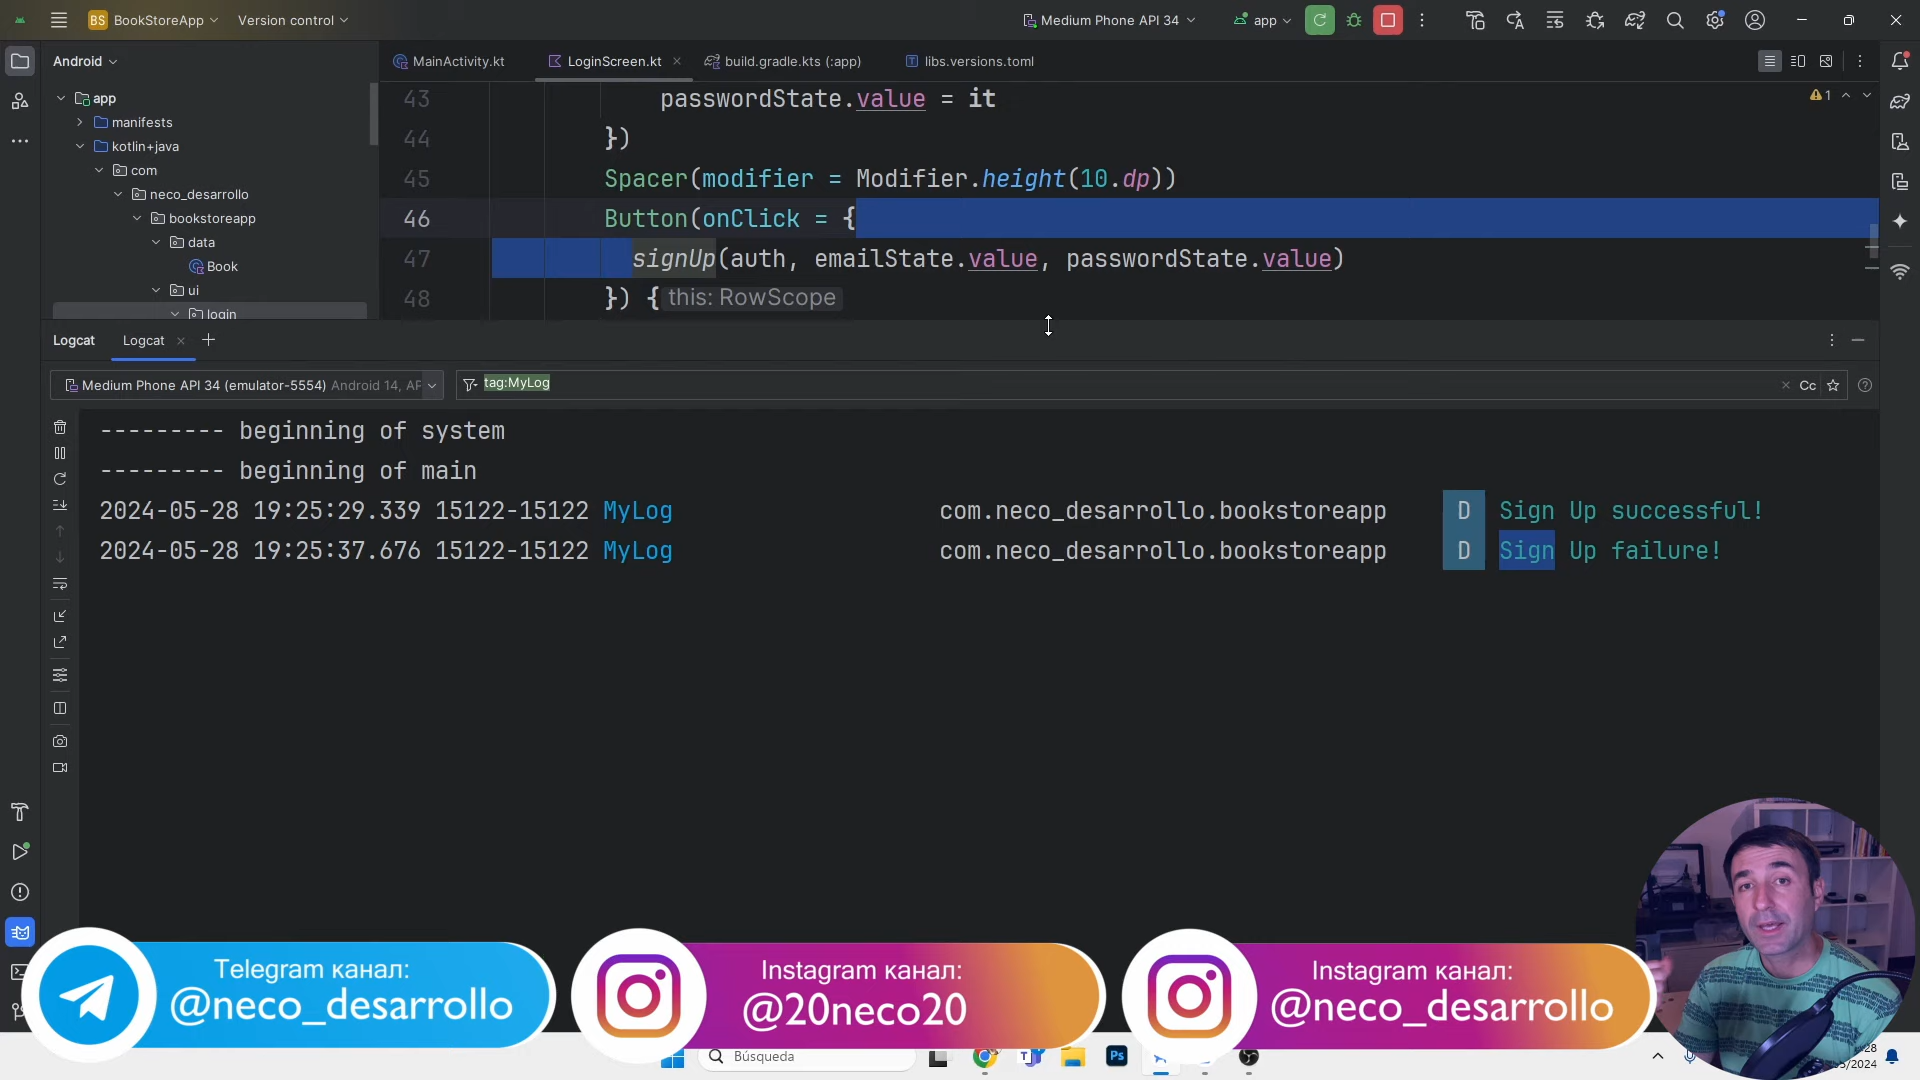 BS BookStoreApp Version control Medium Phone API 34 app
Android MainActivity.kt LoginScreen.kt build.gradle.kts (:app) libs.versions.toml
app
manifests
kotlin+java
com
neco_desarrollo
bookstoreapp
data
Book
ui
login
43 passwordState.value = it
44 })
45 Spacer(modifier = Modifier.height(10.dp))
46 Button(onClick = {
47 signUp(auth, emailState.value, passwordState.value)
48 }) { this: RowScope
1
Logcat Logcat
Medium Phone API 34 (emulator-5554) Android 14, AP tag:MyLog Cc
--------- beginning of system
--------- beginning of main
2024-05-28 19:25:29.339 15122-15122 MyLog com.neco_desarrollo.bookstoreapp D Sign Up successful!
2024-05-28 19:25:37.676 15122-15122 MyLog com.neco_desarrollo.bookstoreapp D Sign Up failure!
Telegram канал:
@neco_desarrollo
Instagram канал:
@20neco20
Instagram канал:
@neco_desarrollo
Búsqueda
Ps
:28
/2024